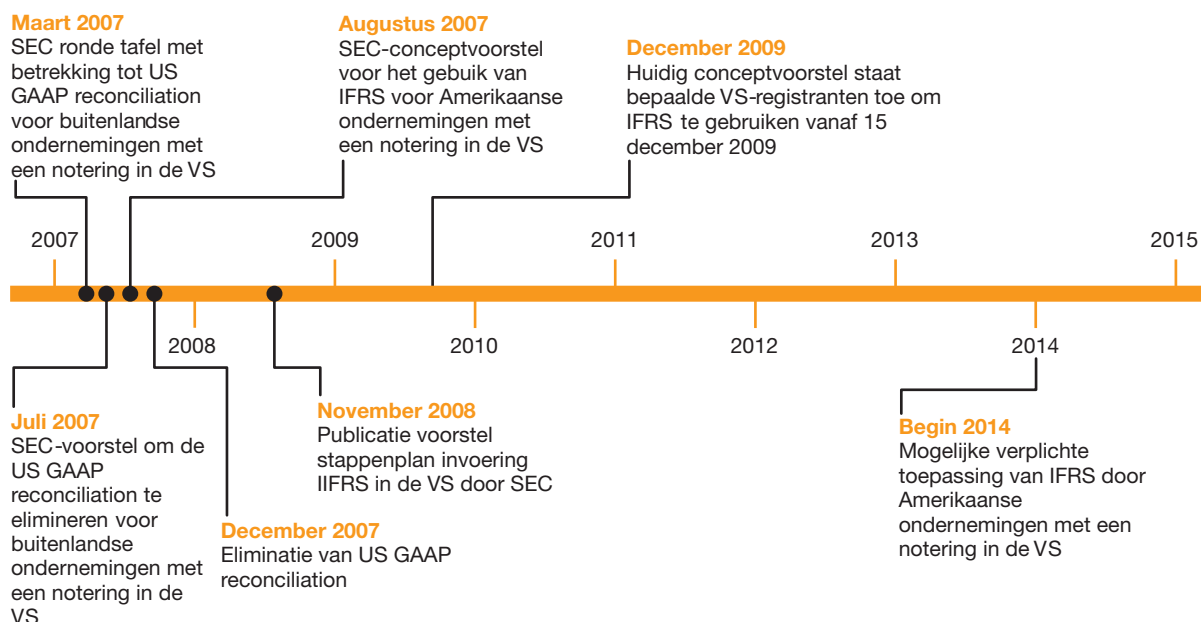 Maart 2007
SEC ronde tafel met
betrekking tot US
GAAP reconciliation
voor buitenlandse
ondernemingen met
een notering in de VS
Augustus 2007
SEC-conceptvoorstel
voor het gebuik van
IFRS voor Amerikaanse
ondernemingen met
een notering in de VS
December 2009
Huidig conceptvoorstel staat
bepaalde VS-registranten toe om
IFRS te gebruiken vanaf 15
december 2009
2007
2009
2011
2013
2015
2008
2010
2012
2014
Juli 2007
SEC-voorstel om de
US GAAP
reconciliation te
elimineren voor
buitenlandse
ondernemingen met
een notering in de
VS
December 2007
Eliminatie van US GAAP
reconciliation
November 2008
Publicatie voorstel
stappenplan invoering
IIFRS in de VS door SEC
Begin 2014
Mogelijke verplichte
toepassing van IFRS door
Amerikaanse
ondernemingen met een
notering in de VS